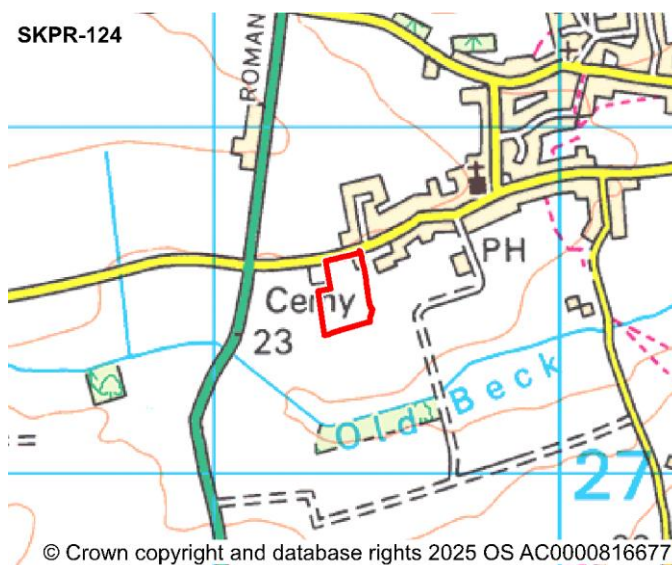 SKPR-124
ROMAN
PH
Cemy
23
Old Beck
27
© Crown copyright and database rights 2025 OS AC0000816677